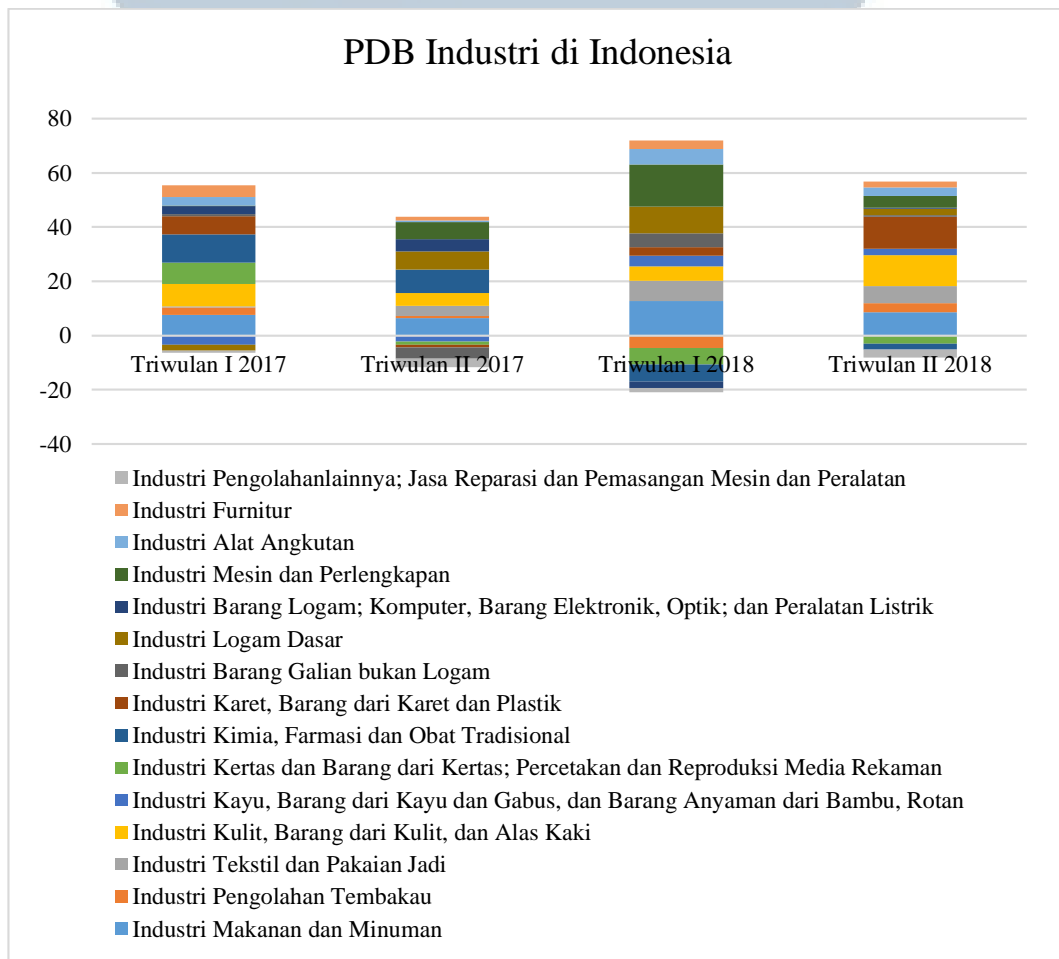 PDB Industri di Indonesia
80
60
40
20
0
-20
-40
Triwulan I 2017 Triwulan II 2017 Triwulan I 2018 Triwulan II 2018
Industri Pengolahanlainnya; Jasa Reparasi dan Pemasangan Mesin dan Peralatan
Industri Furnitur
Industri Alat Angkutan
Industri Mesin dan Perlengkapan
Industri Barang Logam; Komputer, Barang Elektronik, Optik; dan Peralatan Listrik
Industri Logam Dasar
Industri Barang Galian bukan Logam
Industri Karet, Barang dari Karet dan Plastik
Industri Kimia, Farmasi dan Obat Tradisional
Industri Kertas dan Barang dari Kertas; Percetakan dan Reproduksi Media Rekaman
Industri Kayu, Barang dari Kayu dan Gabus, dan Barang Anyaman dari Bambu, Rotan
Industri Kulit, Barang dari Kulit, dan Alas Kaki
Industri Tekstil dan Pakaian Jadi
Industri Pengolahan Tembakau
Industri Makanan dan Minuman